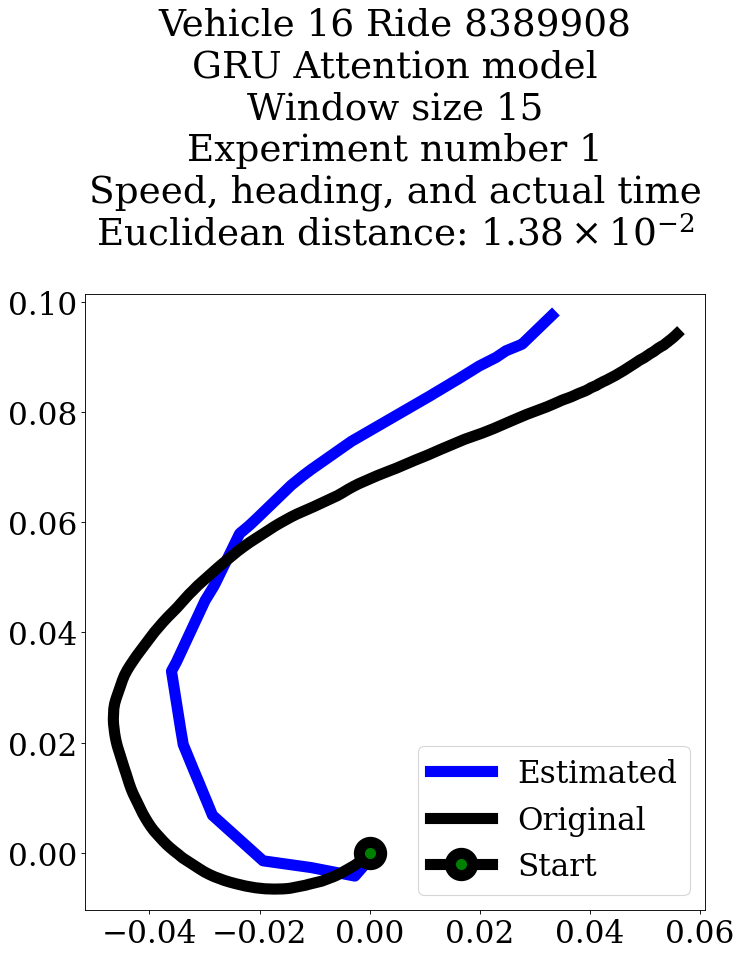 Vehicle 16 Ride 8389908
GRU Attention model
Window size 15
Experiment number 1
Speed, heading, and actual time
Euclidean distance: 1.38 × 10⁻²
0.10
0.08
0.06
0.04
0.02
0.00
Estimated
Original
Start
−0.04 −0.02 0.00 0.02 0.04 0.06